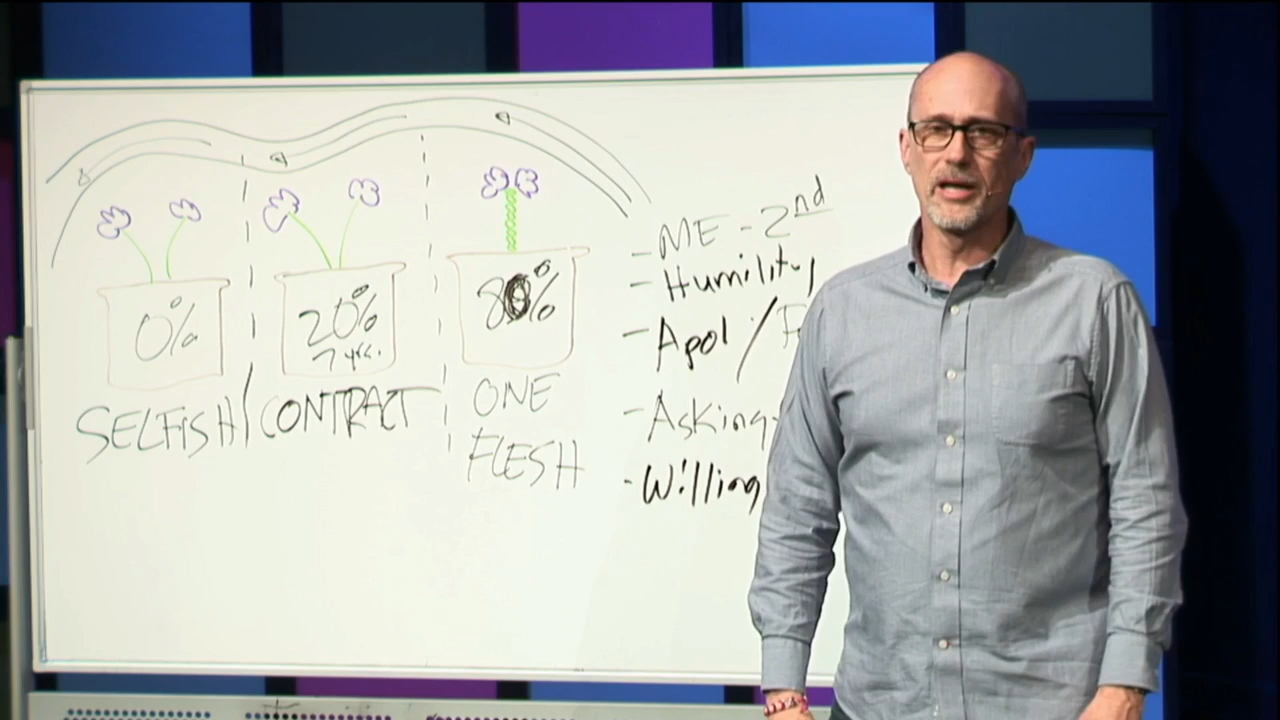 0%
20%
7 yrs.
80%
SELFISH/
CONTRACT
ONE
FLESH
- ME - 2nd
- Humility
- Apol / F
- Asking
- Willing